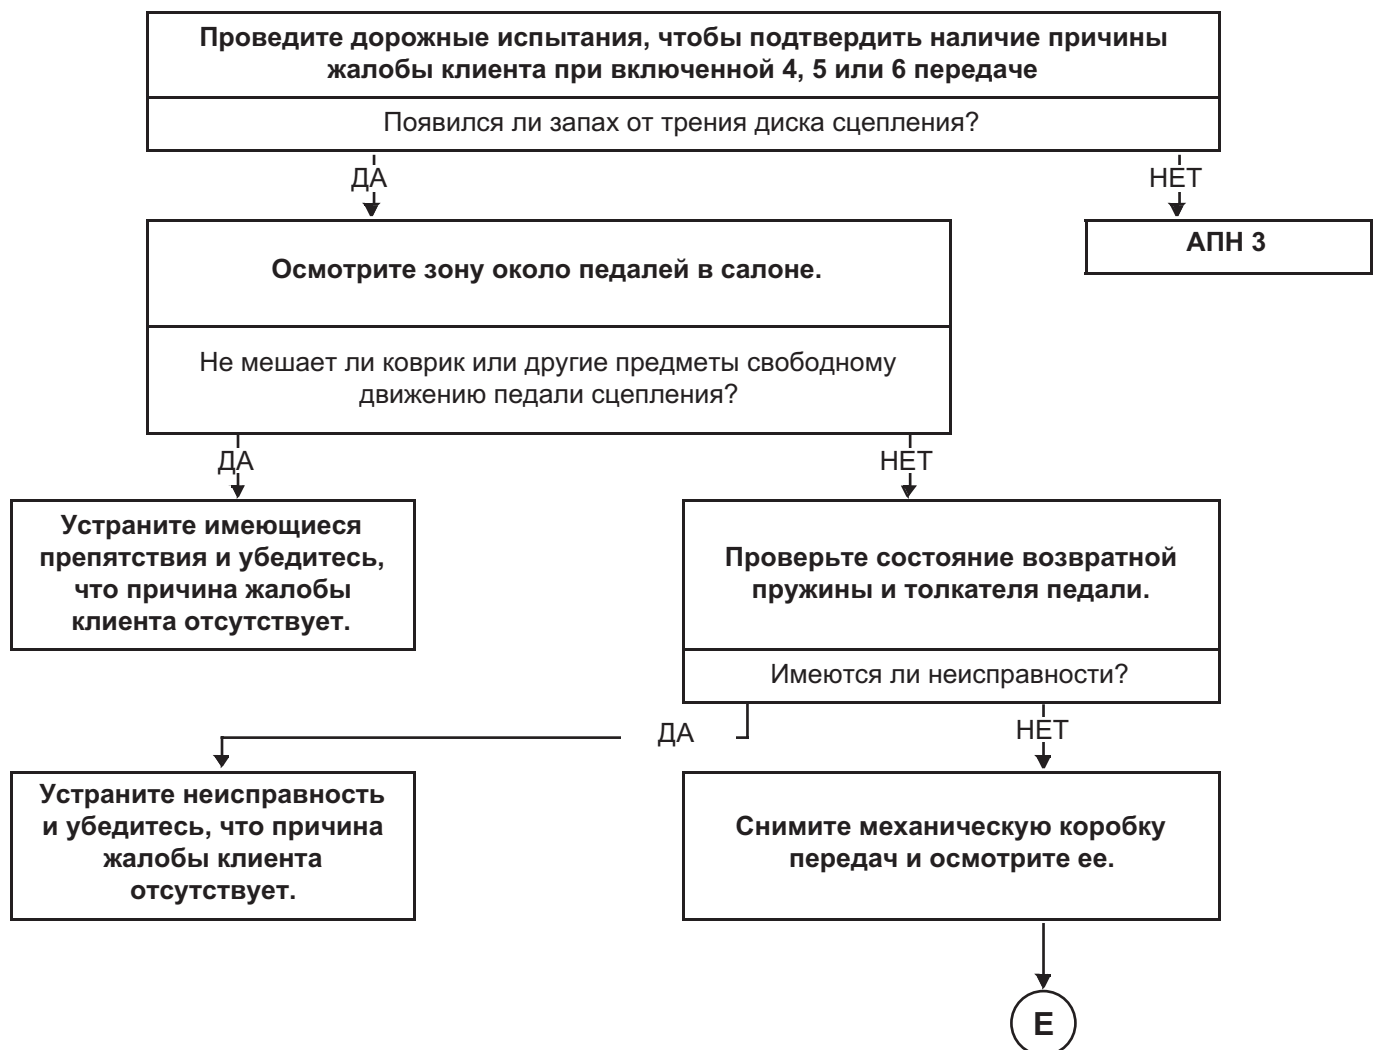 Проведите дорожные испытания, чтобы подтвердить наличие причины
жалобы клиента при включенной 4, 5 или 6 передаче
Появился ли запах от трения диска сцепления?
ДА
НЕТ
АПН 3
Осмотрите зону около педалей в салоне.
Не мешает ли коврик или другие предметы свободному
движению педали сцепления?
ДА
НЕТ
Устраните имеющиеся
препятствия и убедитесь,
что причина жалобы
клиента отсутствует.
Проверьте состояние возвратной
пружины и толкателя педали.
Имеются ли неисправности?
ДА
НЕТ
Устраните неисправность
и убедитесь, что причина
жалобы клиента
отсутствует.
Снимите механическую коробку
передач и осмотрите ее.
E